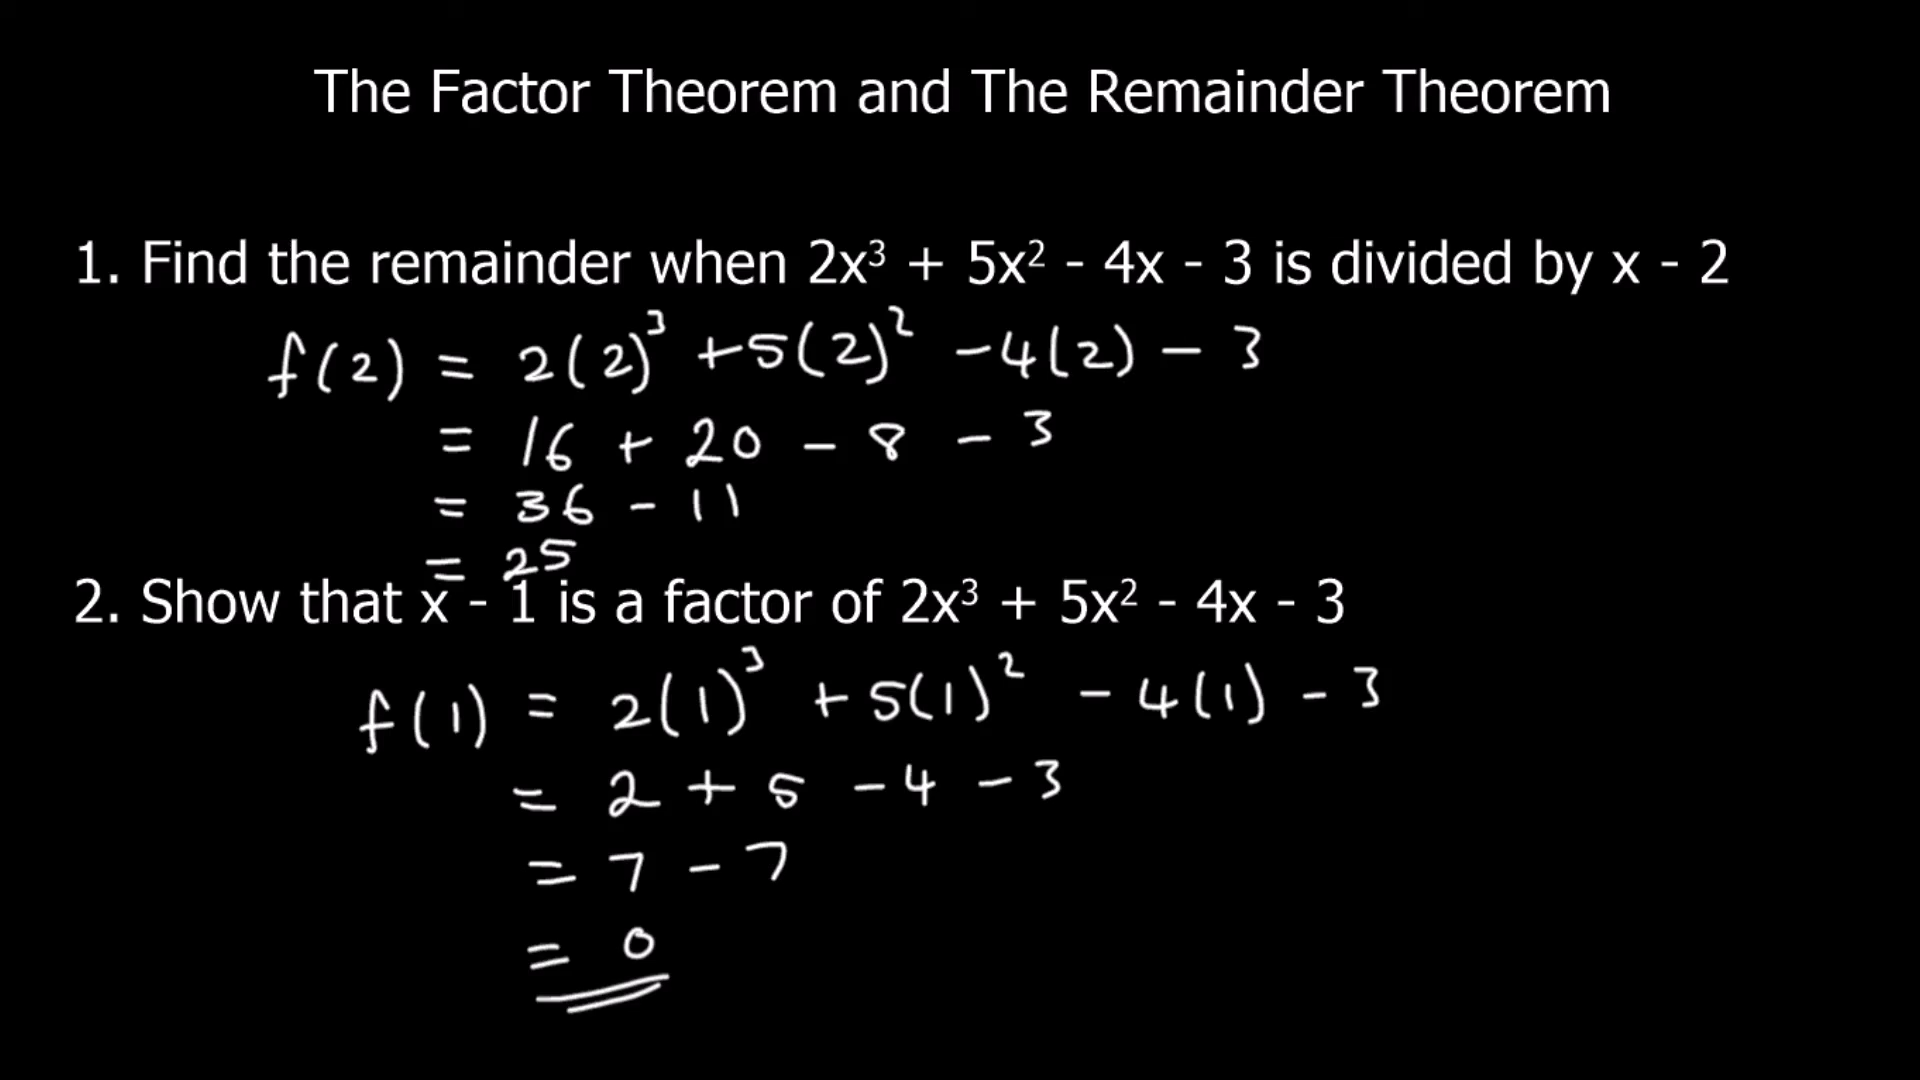 The Factor Theorem and The Remainder Theorem
1. Find the remainder when 2x³ + 5x² - 4x - 3 is divided by x - 2
f(2) = 2(2)³ +5(2)² -4(2) - 3
= 16 + 20 - 8 - 3
= 36 - 11
= 25
2. Show that x - 1 is a factor of 2x³ + 5x² - 4x - 3
f(1) = 2(1)³ + 5(1)² - 4(1) - 3
= 2 + 5 - 4 - 3
= 7 - 7
= 0